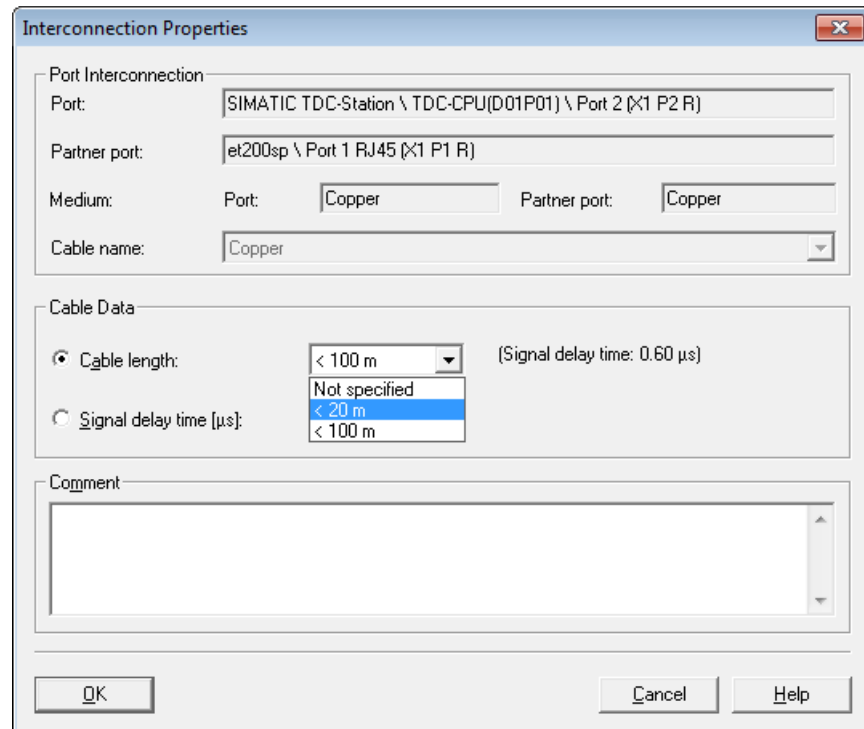 Interconnection Properties
Port Interconnection
Port: SIMATIC TDC-Station \ TDC-CPU(D01P01) \ Port 2 (X1 P2 R)
Partner port: et200sp \ Port 1 RJ45 (X1 P1 R)
Medium: Port: Copper Partner port: Copper
Cable name: Copper
Cable Data
Cable length: < 100 m (Signal delay time: 0.60 µs)
Not specified
< 20 m
Signal delay time [µs]:
< 100 m
Comment
OK Cancel Help